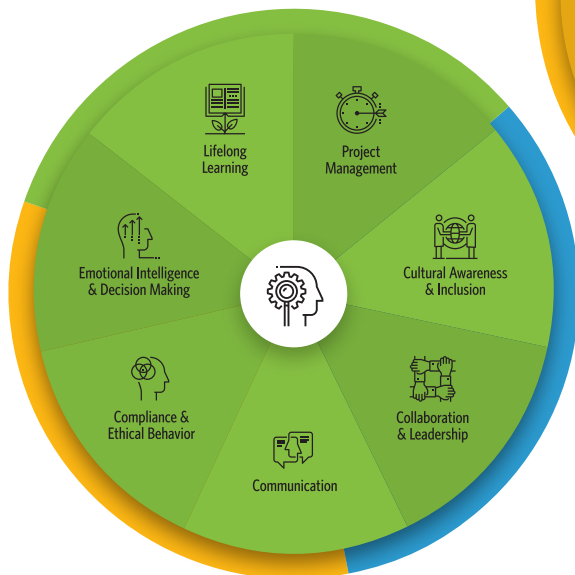 Lifelong
Learning
Project
Management
Cultural Awareness
& Inclusion
Collaboration
& Leadership
Communication
Compliance &
Ethical Behavior
Emotional Intelligence
& Decision Making